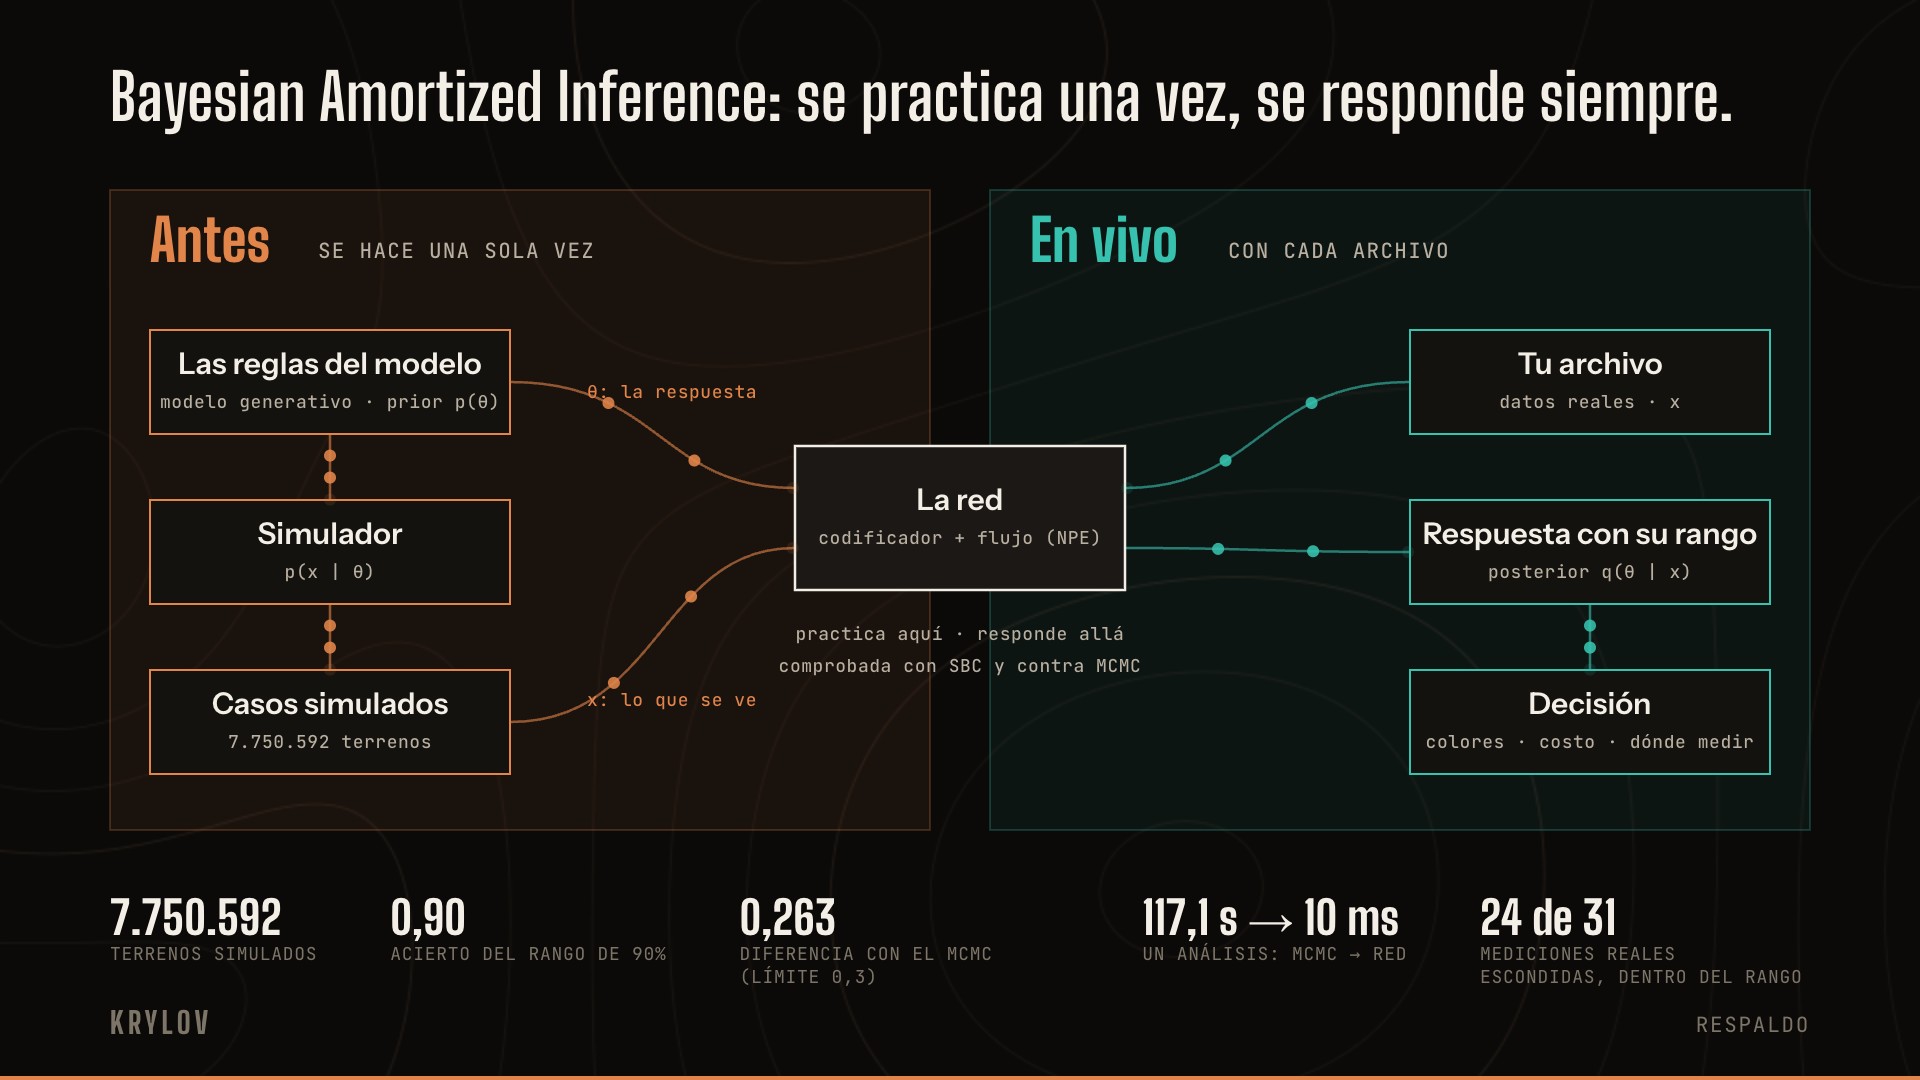 Bayesian Amortized Inference: se practica una vez, se responde siempre.
Antes
SE HACE UNA SOLA VEZ
Las reglas del modelo
modelo generativo · prior p(θ)
Simulador
p(x | θ)
Casos simulados
7.750.592 terrenos
θ: la respuesta
x: lo que se ve
La red
codificador + flujo (NPE)
practica aquí · responde allá
comprobada con SBC y contra MCMC
En vivo
CON CADA ARCHIVO
Tu archivo
datos reales · x
Respuesta con su rango
posterior q(θ | x)
Decisión
colores · costo · dónde medir
7.750.592
TERRENOS SIMULADOS
0,90
ACIERTO DEL RANGO DE 90%
0,263
DIFERENCIA CON EL MCMC
(LÍMITE 0,3)
117,1 s → 10 ms
UN ANÁLISIS: MCMC → RED
24 de 31
MEDICIONES REALES
ESCONDIDAS, DENTRO DEL RANGO
KRYLOV
RESPALDO